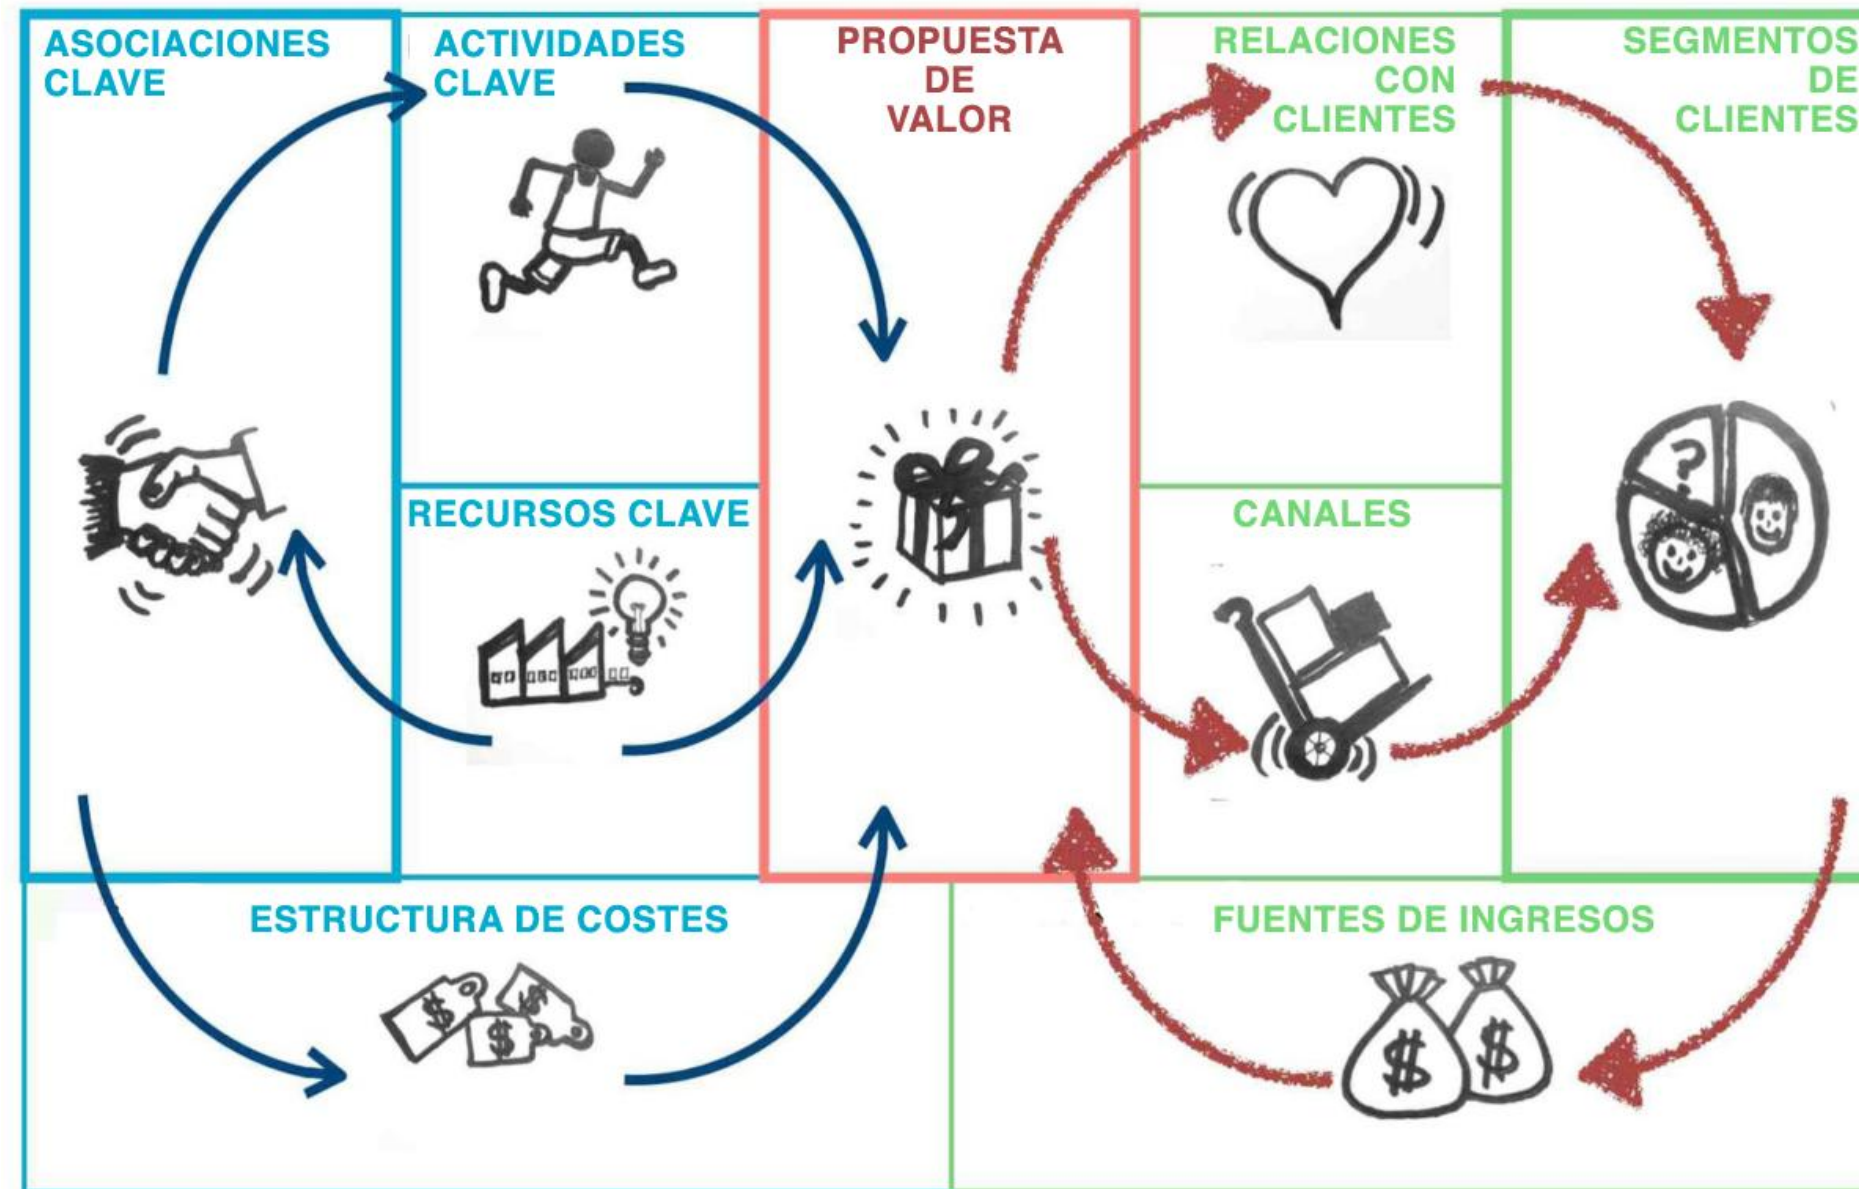 ASOCIACIONES
CLAVE
ACTIVIDADES
CLAVE
PROPUESTA
DE
VALOR
RELACIONES
CON
CLIENTES
SEGMENTOS
DE
CLIENTES
RECURSOS CLAVE
CANALES
?
ESTRUCTURA DE COSTES
$
$
$
FUENTES DE INGRESOS
$
$